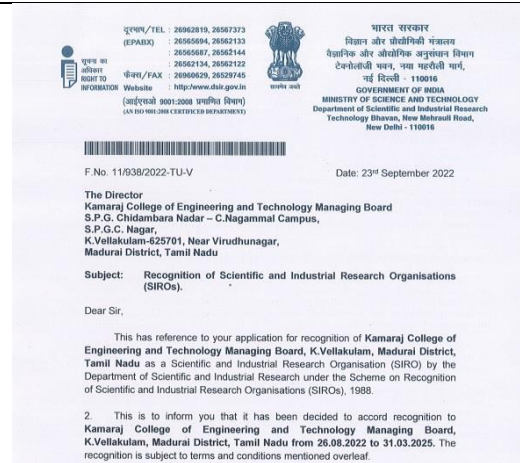 दूरभाष/TEL : 26962819, 26567373
(EPABX) : 26565694, 26562133
: 26565687, 26562144
: 26562134, 26562122
फैक्स/FAX : 26960629, 26529745
Website : http://www.dsir.gov.in
(आईएसओ 9001:2008 प्रमाणित विभाग)
(AN ISO 9001:2008 CERTIFIED DEPARTMENT)
सूचना का
अधिकार
RIGHT TO
INFORMATION
सत्यमेव जयते
भारत सरकार
विज्ञान और प्रौद्योगिकी मंत्रालय
वैज्ञानिक और औद्योगिक अनुसंधान विभाग
टेक्नोलॉजी भवन, नया महरौली मार्ग,
नई दिल्ली - 110016
GOVERNMENT OF INDIA
MINISTRY OF SCIENCE AND TECHNOLOGY
Department of Scientific and Industrial Research
Technology Bhavan, New Mehrauli Road,
New Delhi - 110016
F.No. 11/938/2022-TU-V
Date: 23rd September 2022
The Director
Kamaraj College of Engineering and Technology Managing Board
S.P.G. Chidambara Nadar – C.Nagammal Campus,
S.P.G.C. Nagar,
K.Vellakulam-625701, Near Virudhunagar,
Madurai District, Tamil Nadu
Subject: Recognition of Scientific and Industrial Research Organisations
(SIROs).
Dear Sir,
This has reference to your application for recognition of Kamaraj College of
Engineering and Technology Managing Board, K.Vellakulam, Madurai District,
Tamil Nadu as a Scientific and Industrial Research Organisation (SIRO) by the
Department of Scientific and Industrial Research under the Scheme on Recognition
of Scientific and Industrial Research Organisations (SIROs), 1988.
2. This is to inform you that it has been decided to accord recognition to
Kamaraj College of Engineering and Technology Managing Board,
K.Vellakulam, Madurai District, Tamil Nadu from 26.08.2022 to 31.03.2025. The
recognition is subject to terms and conditions mentioned overleaf.